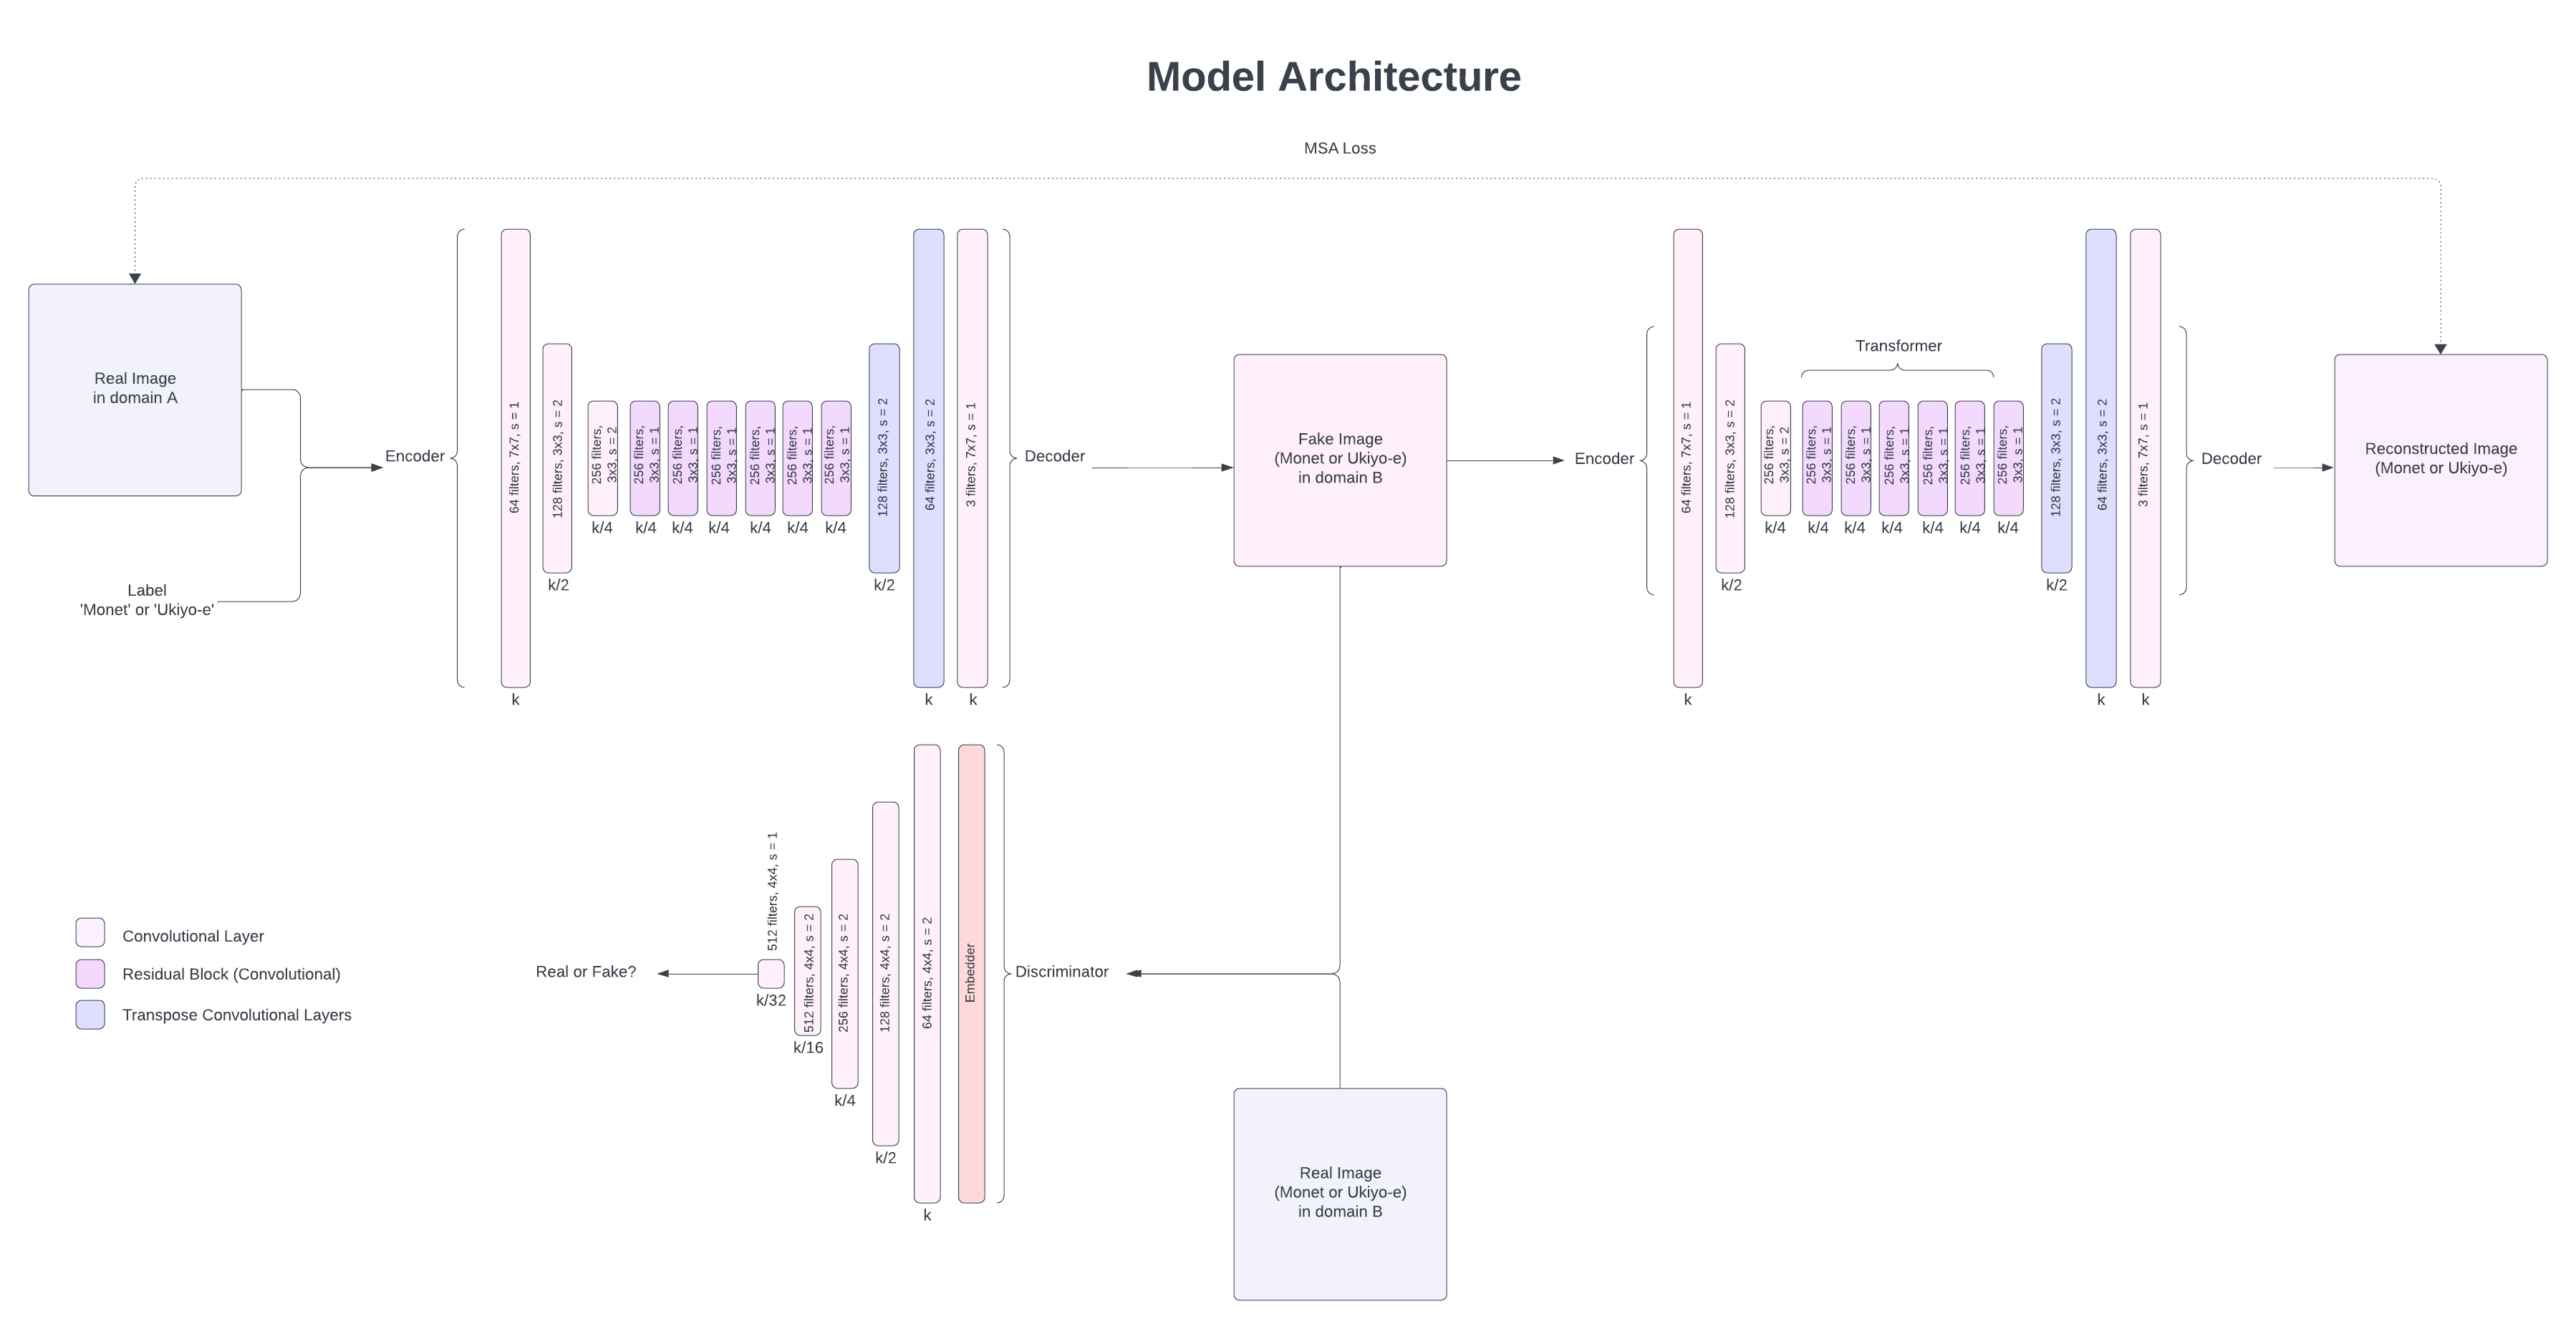 Model Architecture
MSA Loss
Real Image
in domain A
Label
'Monet' or 'Ukiyo-e'
Encoder
64 filters, 7x7, s = 1
k
128 filters, 3x3, s = 2
k/2
256 filters,
3x3, s = 2
k/4
256 filters,
3x3, s = 1
k/4
256 filters,
3x3, s = 1
k/4
256 filters,
3x3, s = 1
k/4
256 filters,
3x3, s = 1
k/4
256 filters,
3x3, s = 1
k/4
256 filters,
3x3, s = 1
k/4
128 filters, 3x3, s = 2
k/2
64 filters, 3x3, s = 2
k
3 filters, 7x7, s = 1
k
Decoder
Fake Image
(Monet or Ukiyo-e)
in domain B
Encoder
64 filters, 7x7, s = 1
k
128 filters, 3x3, s = 2
k/2
Transformer
256 filters,
3x3, s = 2
k/4
256 filters,
3x3, s = 1
k/4
256 filters,
3x3, s = 1
k/4
256 filters,
3x3, s = 1
k/4
256 filters,
3x3, s = 1
k/4
256 filters,
3x3, s = 1
k/4
256 filters,
3x3, s = 1
k/4
128 filters, 3x3, s = 2
k/2
64 filters, 3x3, s = 2
k
3 filters, 7x7, s = 1
k
Decoder
Reconstructed Image
(Monet or Ukiyo-e)
Convolutional Layer
Residual Block (Convolutional)
Transpose Convolutional Layers
Real or Fake?
512 filters, 4x4, s = 1
k/32
512 filters, 4x4, s = 2
k/16
256 filters, 4x4, s = 2
k/4
128 filters, 4x4, s = 2
k/2
64 filters, 4x4, s = 2
k
Embedder
Discriminator
Real Image
(Monet or Ukiyo-e)
in domain B